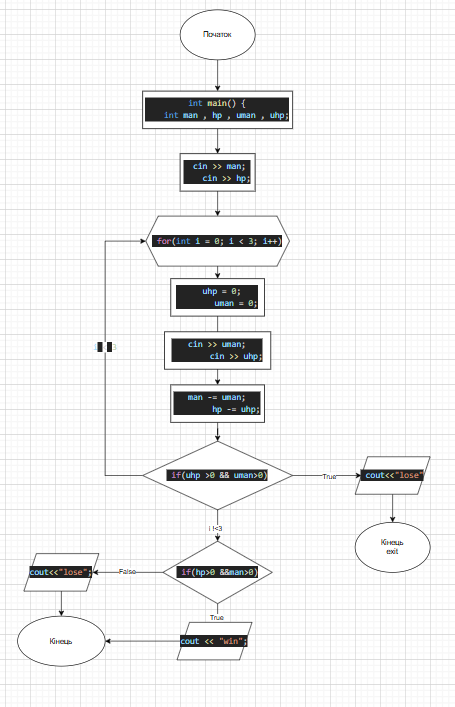 Початок
int main() {
int man , hp , uman , uhp;
cin >> man;
cin >> hp;
for(int i = 0; i < 3; i++)
uhp = 0;
uman = 0;
cin >> uman;
cin >> uhp;
man -= uman;
hp -= uhp;
if(uhp >0 && uman>0)
True
cout<<"lose"
Кінець
exit
i !<3
if(hp>0 &&man>0)
False
cout<<"lose";
True
cout << "win";
Кінець